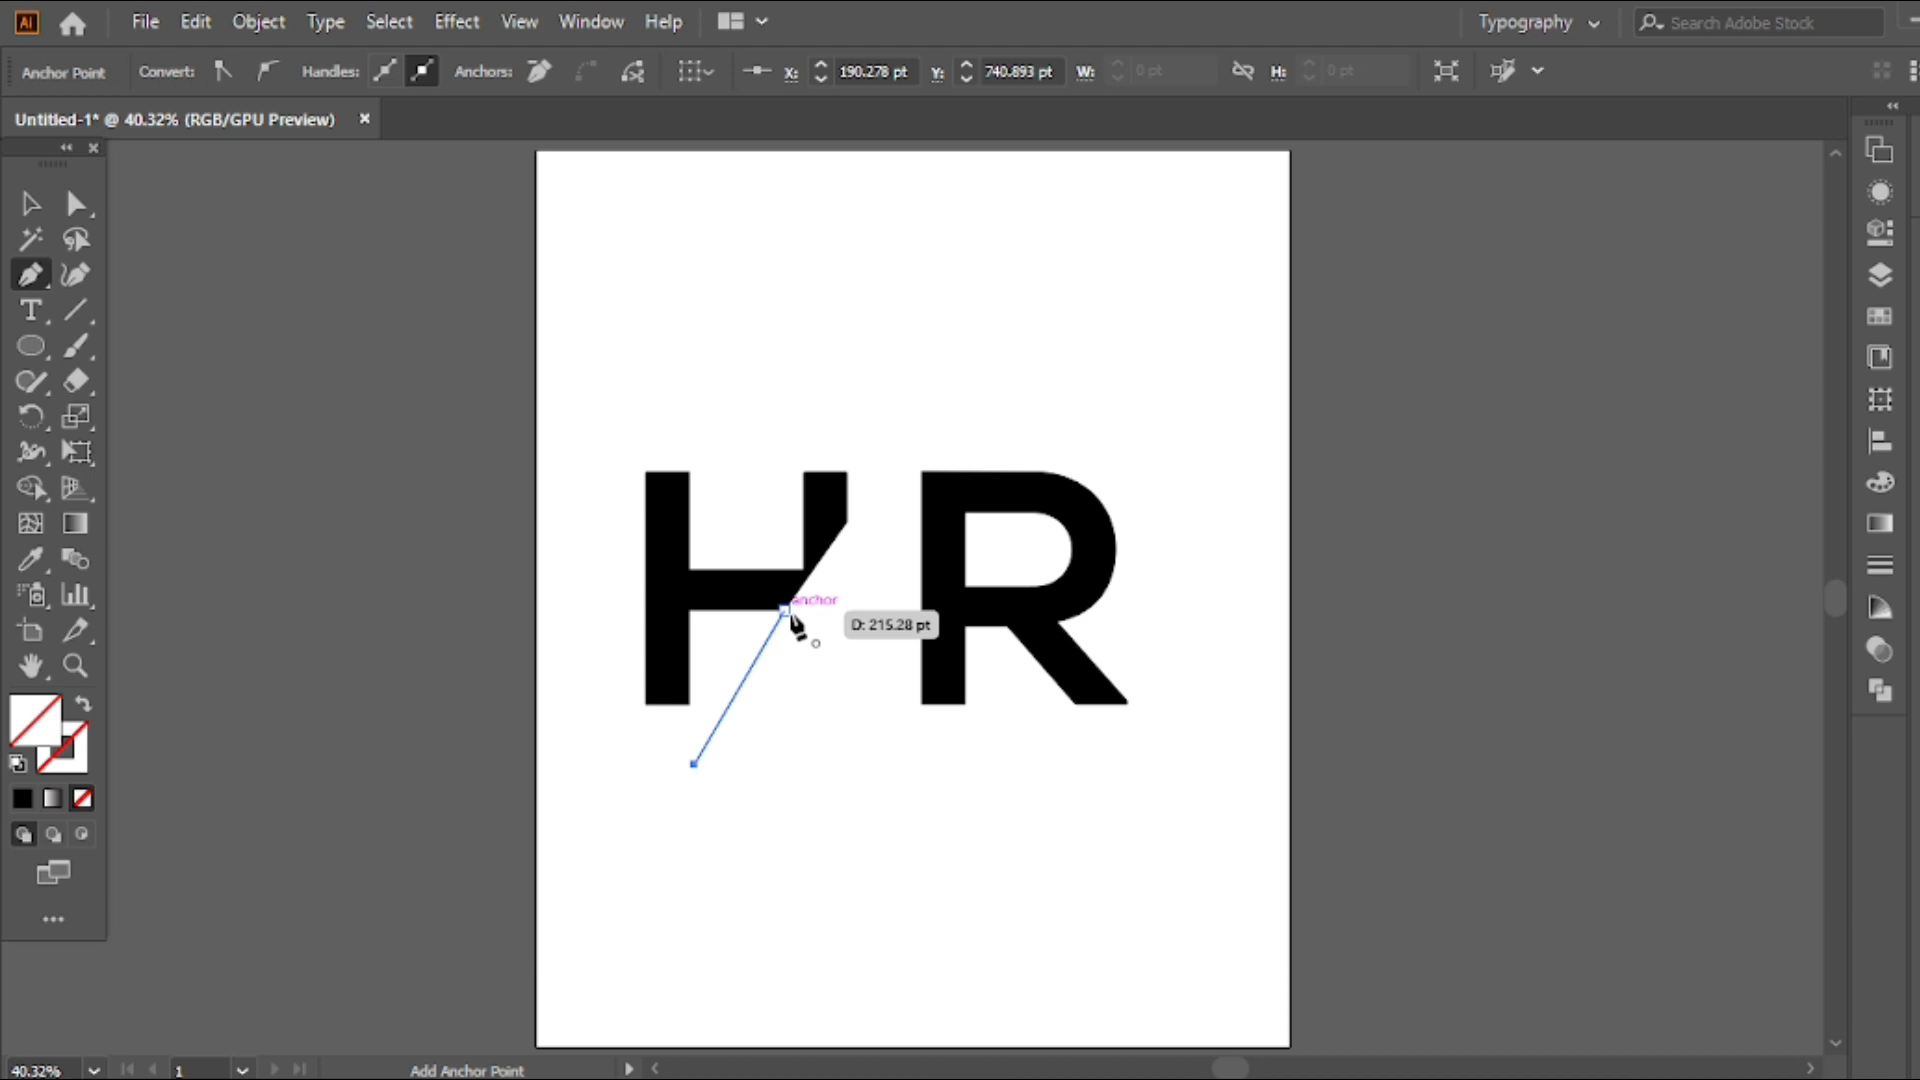 Ai File Edit Object Type Select Effect View Window Help Typography Search Adobe Stock
Anchor Point Convert: Handles: Anchors: X: 190.278 pt Y: 740.893 pt W: 0 pt H: 0 pt
Untitled-1* @ 40.32% (RGB/GPU Preview)
HR
anchor
D: 215.28 pt
40.32% 1 Add Anchor Point